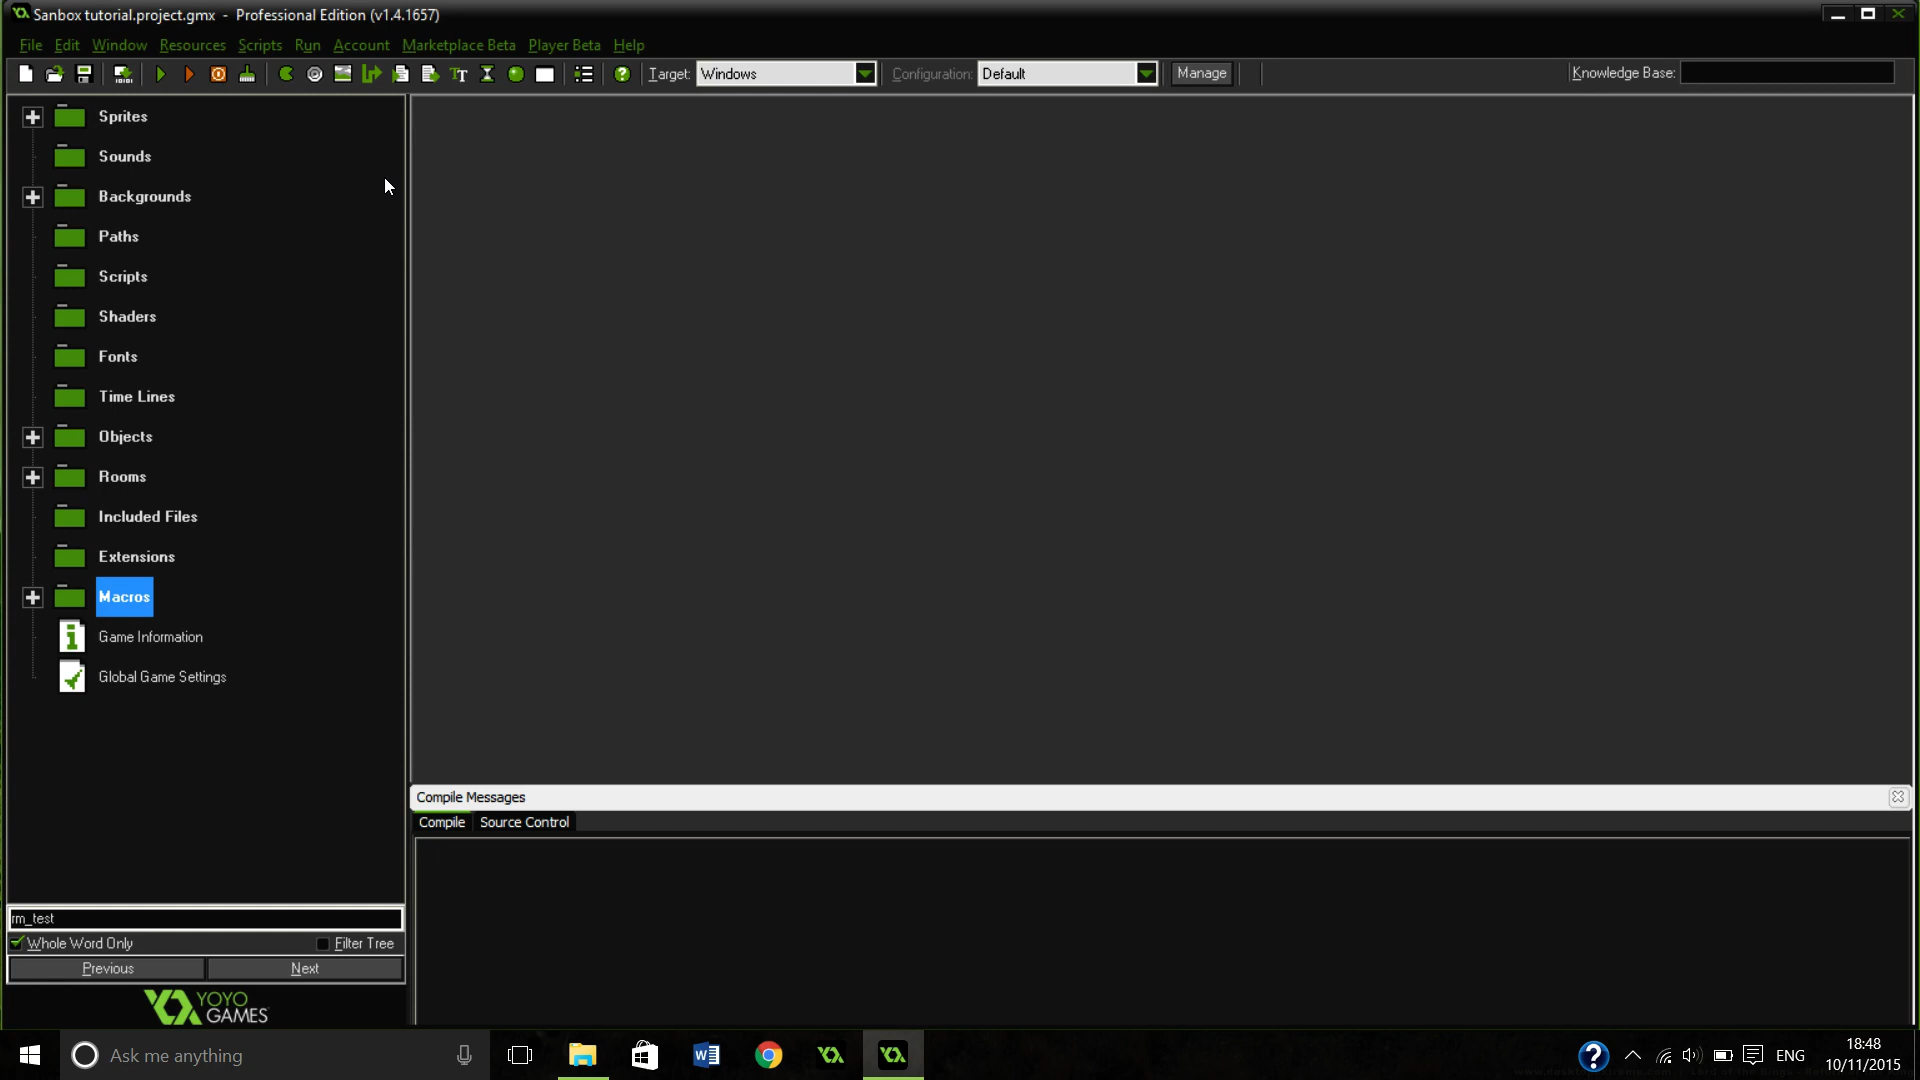 Sanbox tutorial.project.gmx - Professional Edition (v1.4.1657)
File Edit Window Resources Scripts Run Account Marketplace Beta Player Beta Help
Target: Windows Configuration: Default Manage Knowledge Base:
Sprites
Sounds
Backgrounds
Paths
Scripts
Shaders
Fonts
Time Lines
Objects
Rooms
Included Files
Extensions
Macros
Game Information
Global Game Settings
Compile Messages
Compile Source Control
rm_test
Whole Word Only Filter Tree
Previous Next
YOYO
GAMES
Ask me anything
ENG
18:48
10/11/2015